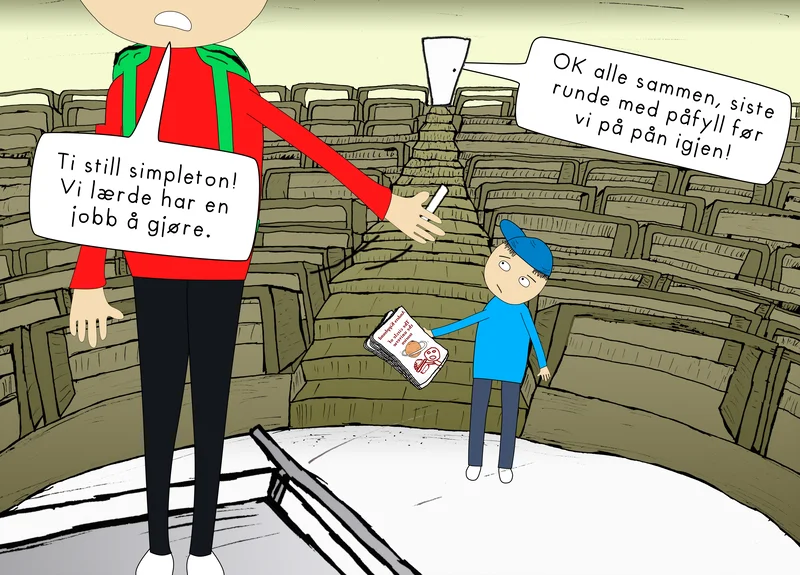 Ti still simpleton!
Vi lærde har en
jobb å gjøre.
OK alle sammen, siste
runde med påfyll før
vi på pån igjen!